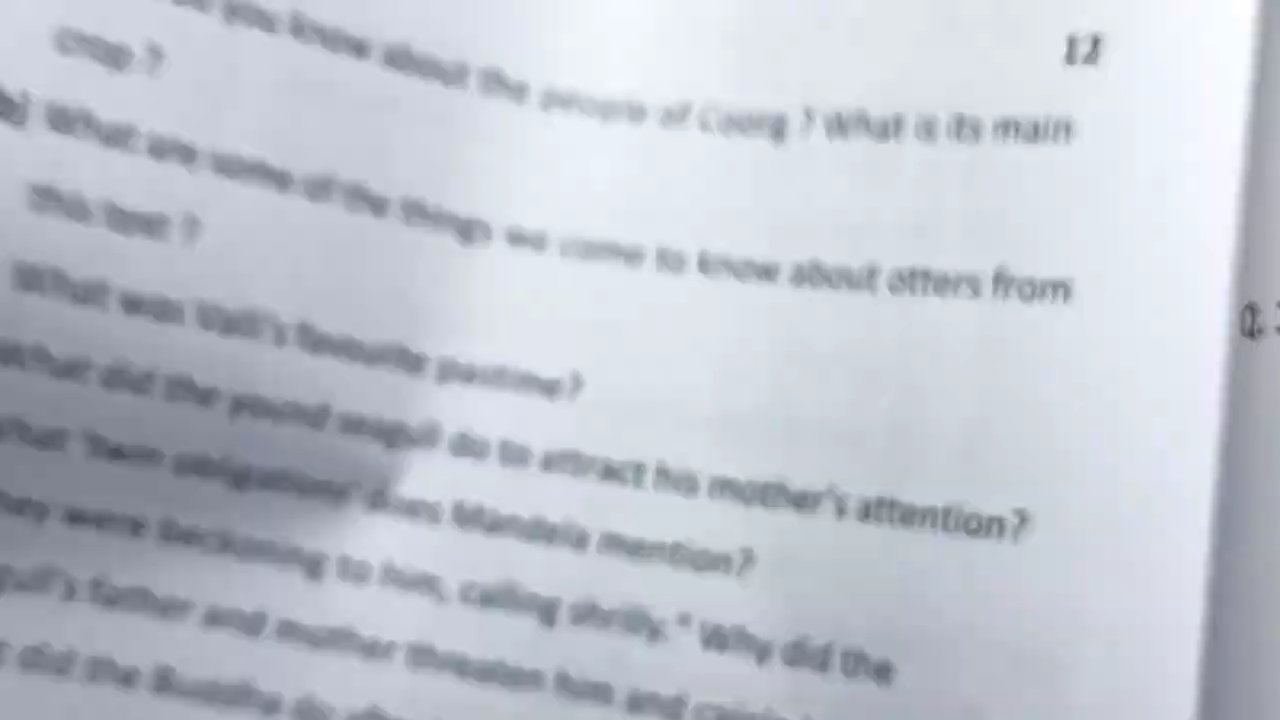 12
you know about the people of Coorg ? What is its main
crop ?
What are some of the things we come to know about otters from
this text ?
What was Valli's favourite pastime?
What did the young seagull do to attract his mother's attention?
What 'twin obligations' does Mandela mention?
were beckoning to him, calling shrilly." Why did the
father and mother threaten him and
did the Buddha
Q.